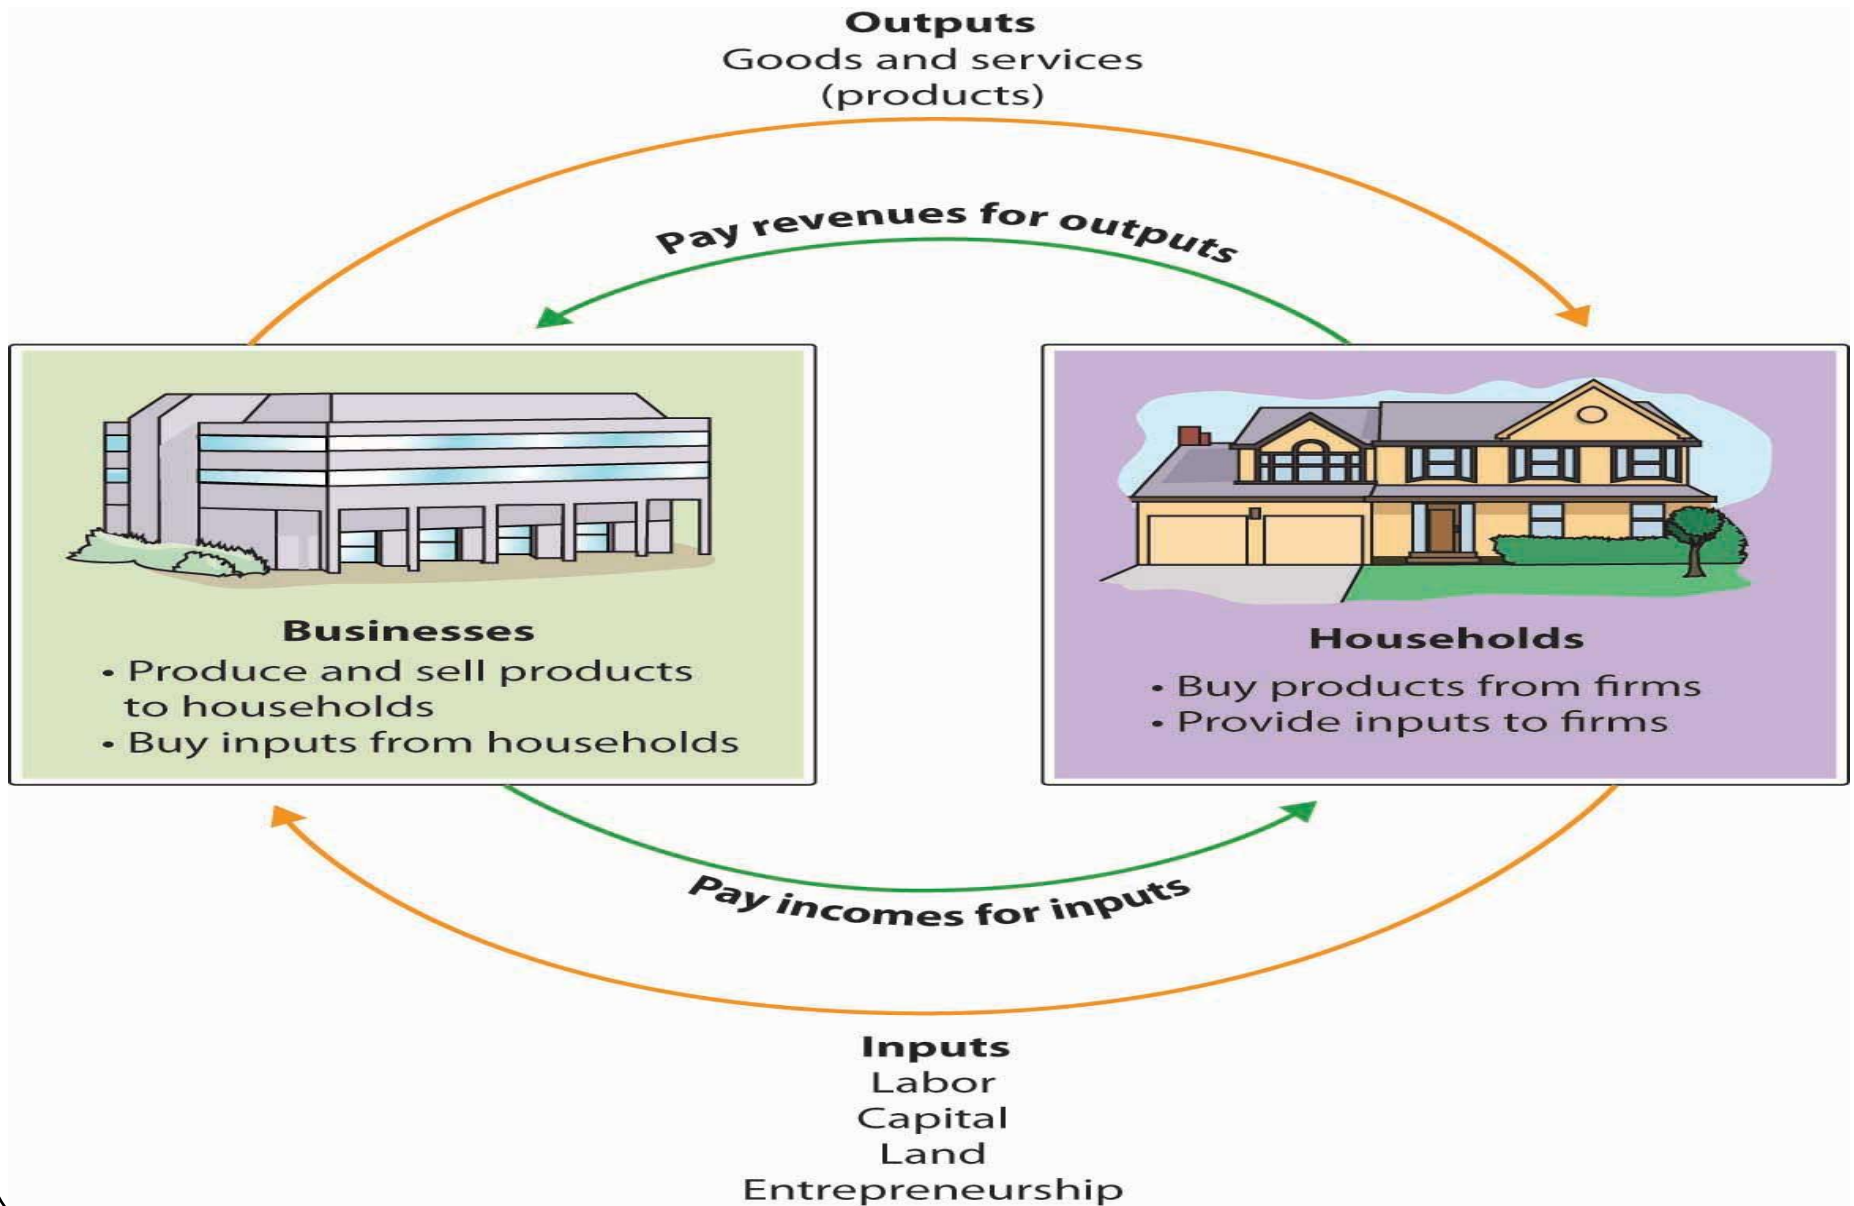 Outputs
Goods and services
(products)
Pay revenues for outputs
Businesses
• Produce and sell products
to households
• Buy inputs from households
Households
• Buy products from firms
• Provide inputs to firms
Pay incomes for inputs
Inputs
Labor
Capital
Land
Entrepreneurship